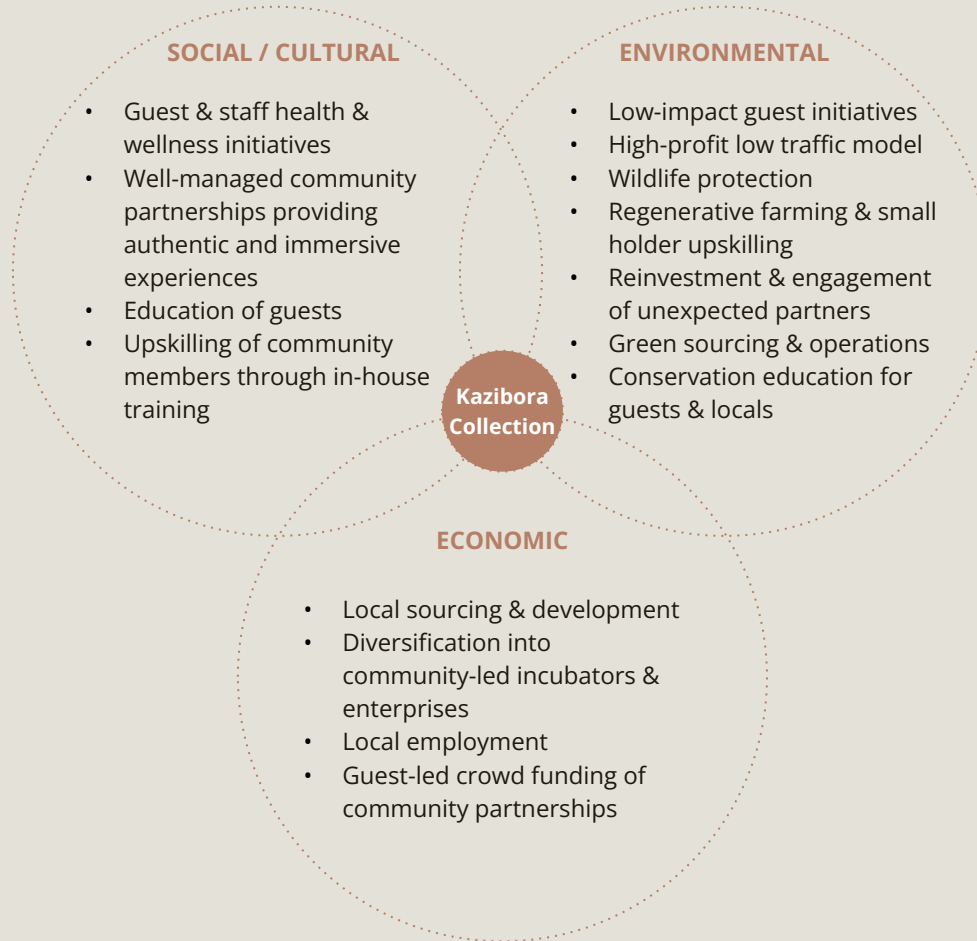 SOCIAL / CULTURAL
• Guest & staff health &
wellness initiatives
• Well-managed community
partnerships providing
authentic and immersive
experiences
• Education of guests
• Upskilling of community
members through in-house
training
ENVIRONMENTAL
• Low-impact guest initiatives
• High-profit low traffic model
• Wildlife protection
• Regenerative farming & small
holder upskilling
• Reinvestment & engagement
of unexpected partners
• Green sourcing & operations
• Conservation education for
guests & locals
Kazibora
Collection
ECONOMIC
• Local sourcing & development
• Diversification into
community-led incubators &
enterprises
• Local employment
• Guest-led crowd funding of
community partnerships